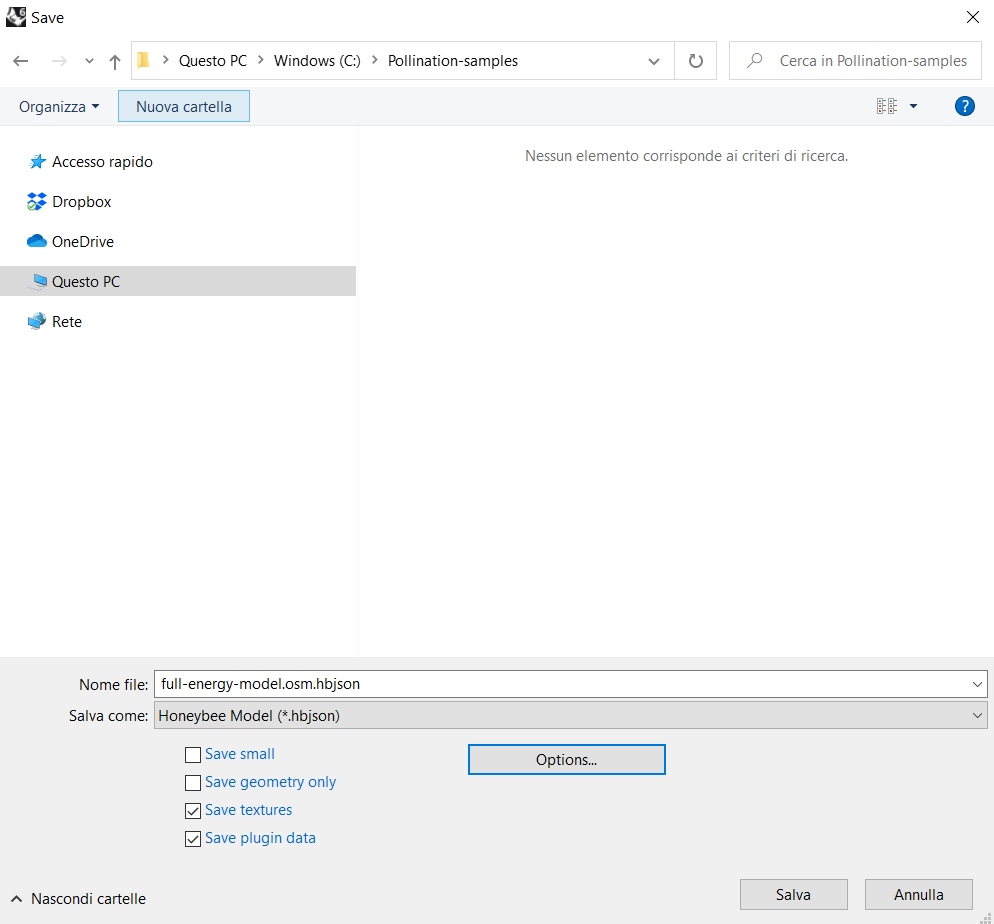 Save
Questo PC > Windows (C:) > Pollination-samples
Cerca in Pollination-samples
Organizza
Nuova cartella
?
Accesso rapido
Nessun elemento corrisponde ai criteri di ricerca.
Dropbox
OneDrive
Questo PC
Rete
Nome file: full-energy-model.osm.hbjson
Salva come: Honeybee Model (*.hbjson)
Save small
Options...
Save geometry only
Save textures
Save plugin data
Nascondi cartelle
Salva
Annulla